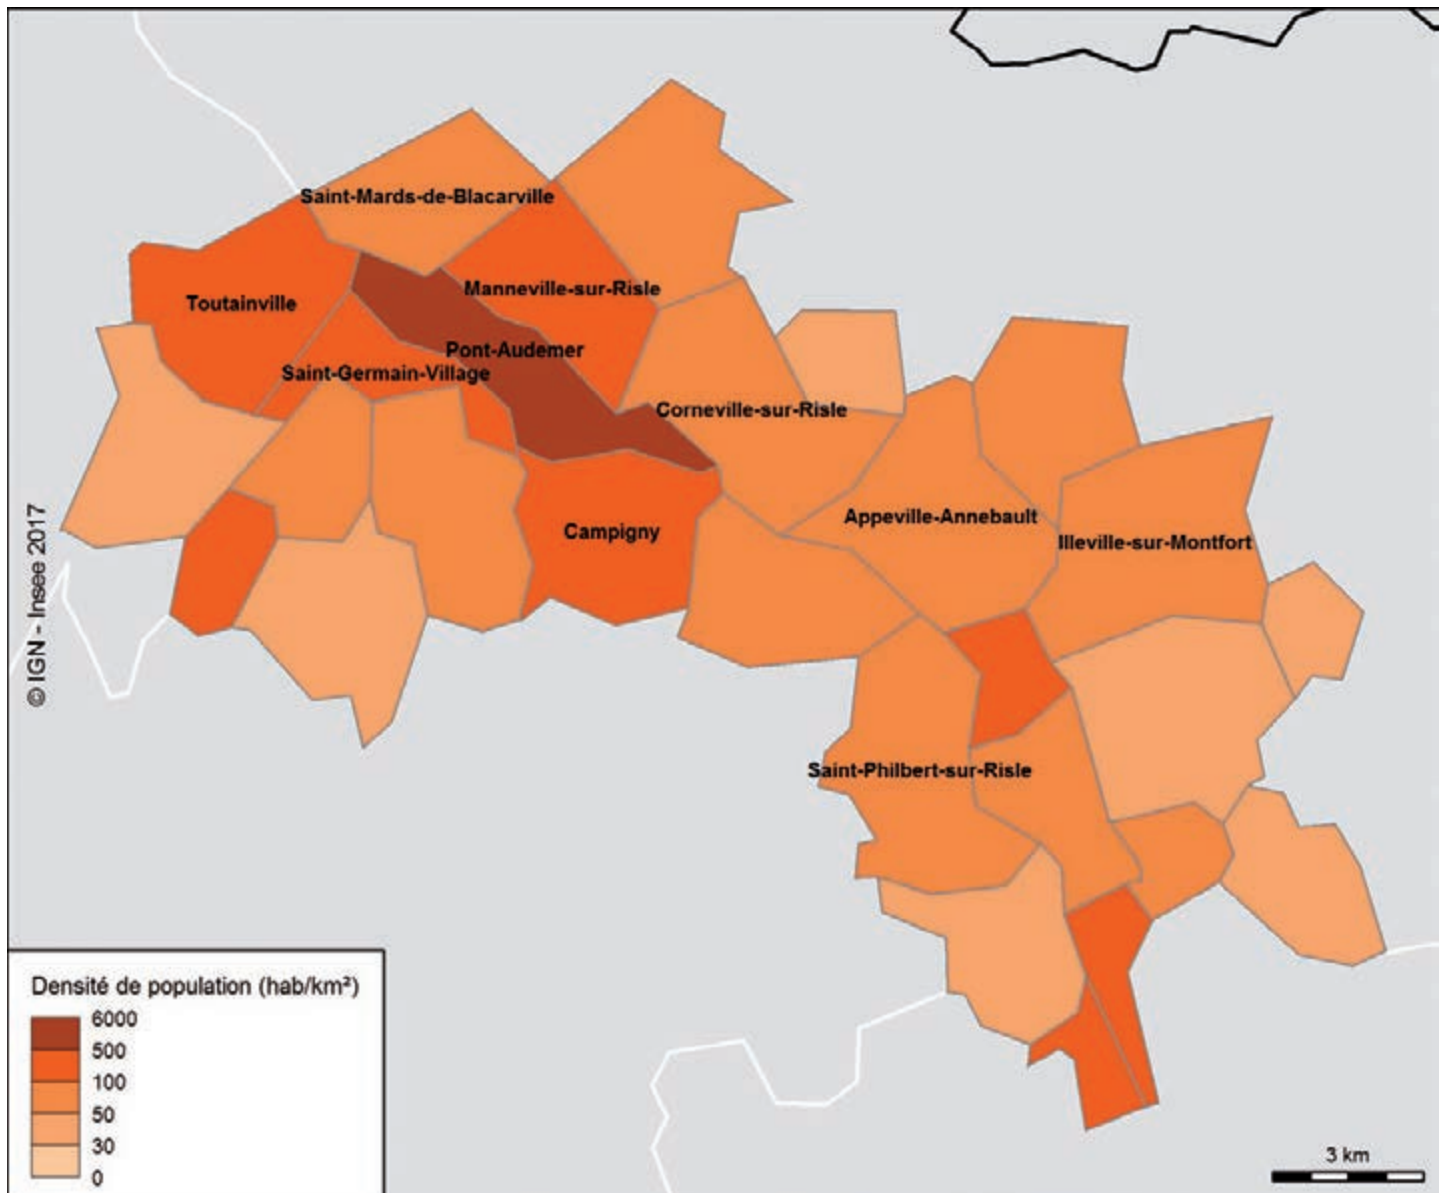 Saint-Mards-de-Blacarville
Manneville-sur-Risle
Toutainville
Pont-Audemer
Saint-Germain-Village
Corneville-sur-Risle
Appeville-Annebault
Campigny
Illeville-sur-Montfort
© IGN - Insee 2017
Saint-Philbert-sur-Risle
Densité de population (hab/km²)
6000
500
100
50
30
0
3 km